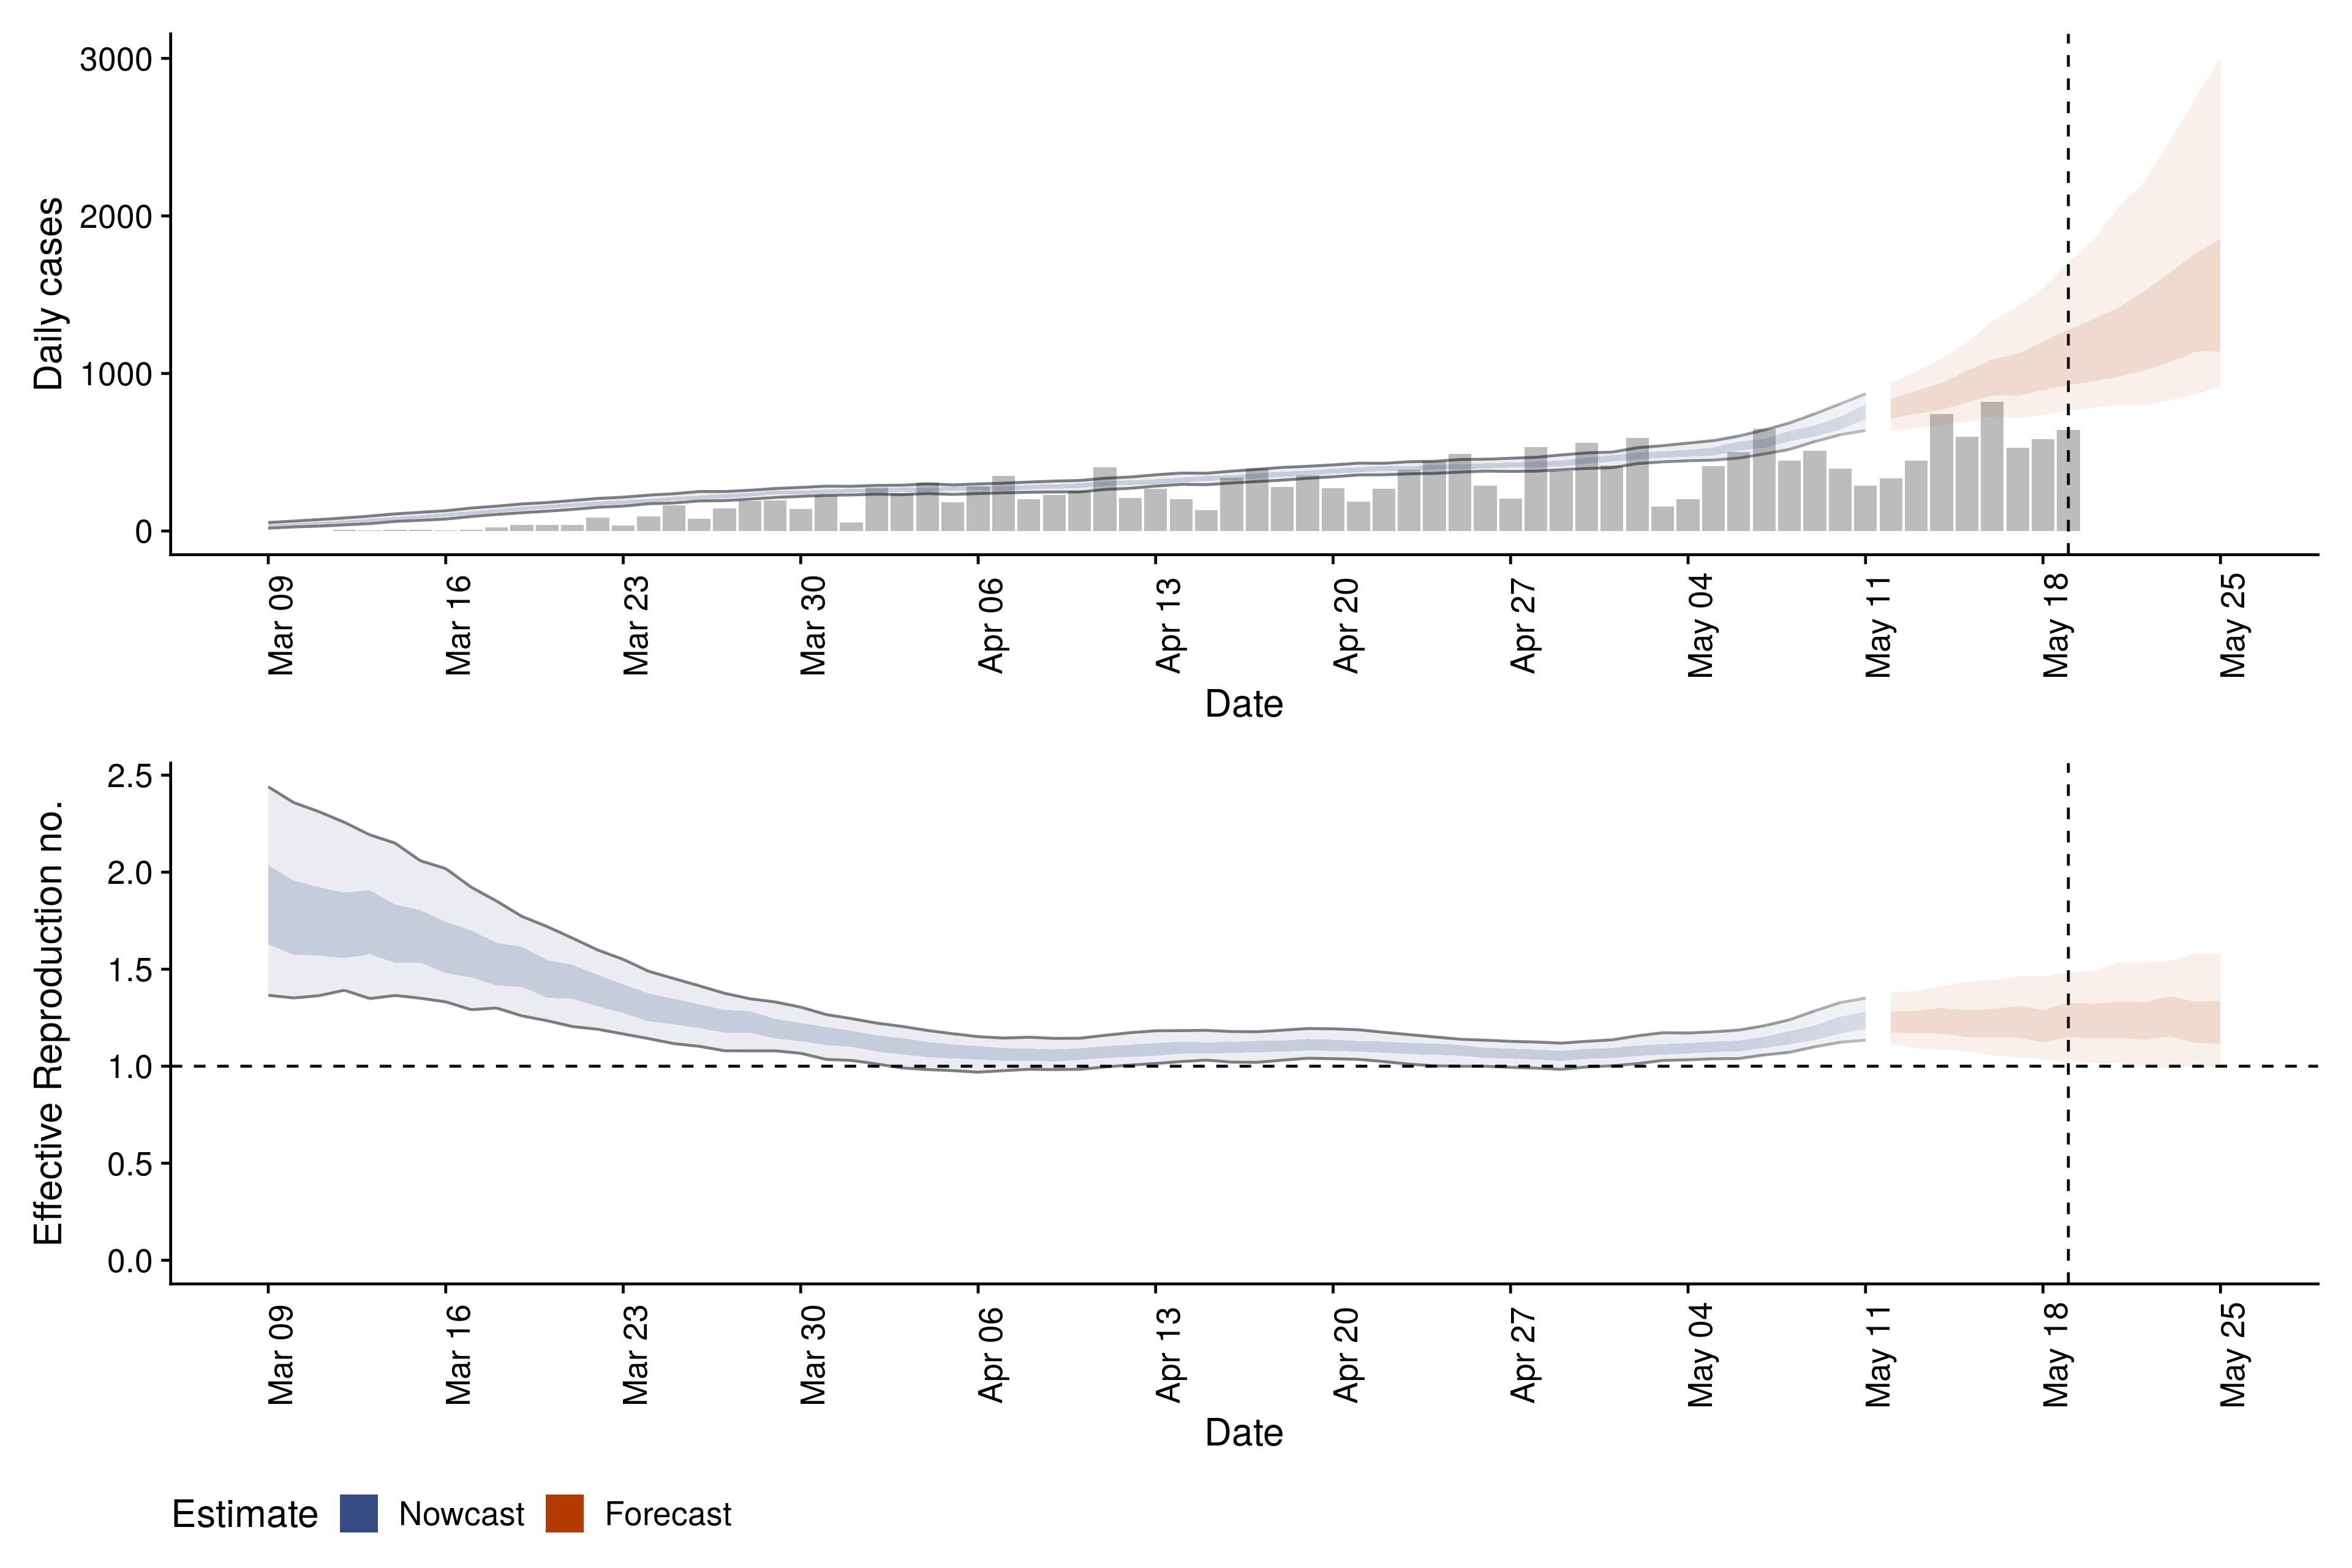 3000
2000
1000
0
Daily cases
Mar 09
Mar 16
Mar 23
Mar 30
Apr 06
Apr 13
Apr 20
Apr 27
May 04
May 11
May 18
May 25
Date
2.5
2.0
1.5
1.0
0.5
0.0
Effective Reproduction no.
Mar 09
Mar 16
Mar 23
Mar 30
Apr 06
Apr 13
Apr 20
Apr 27
May 04
May 11
May 18
May 25
Date
Estimate Nowcast Forecast